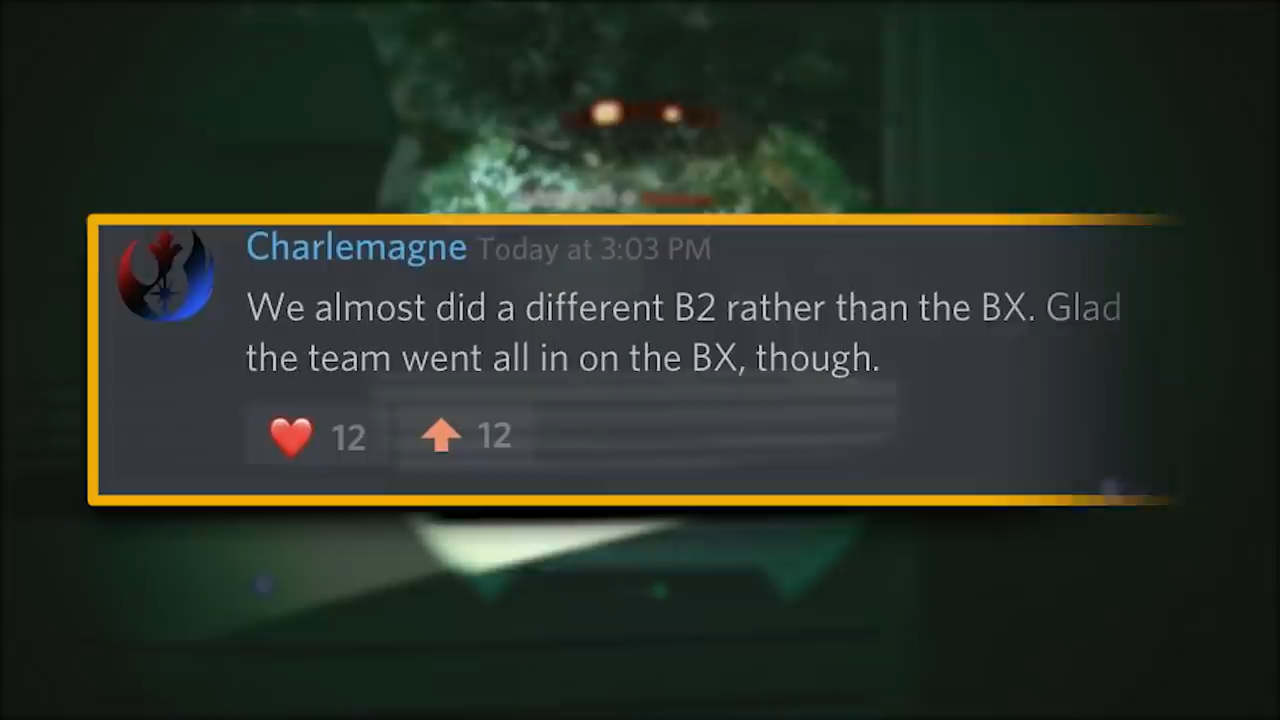 Charlemagne Today at 3:03 PM
We almost did a different B2 rather than the BX. Glad
the team went all in on the BX, though.
12 12